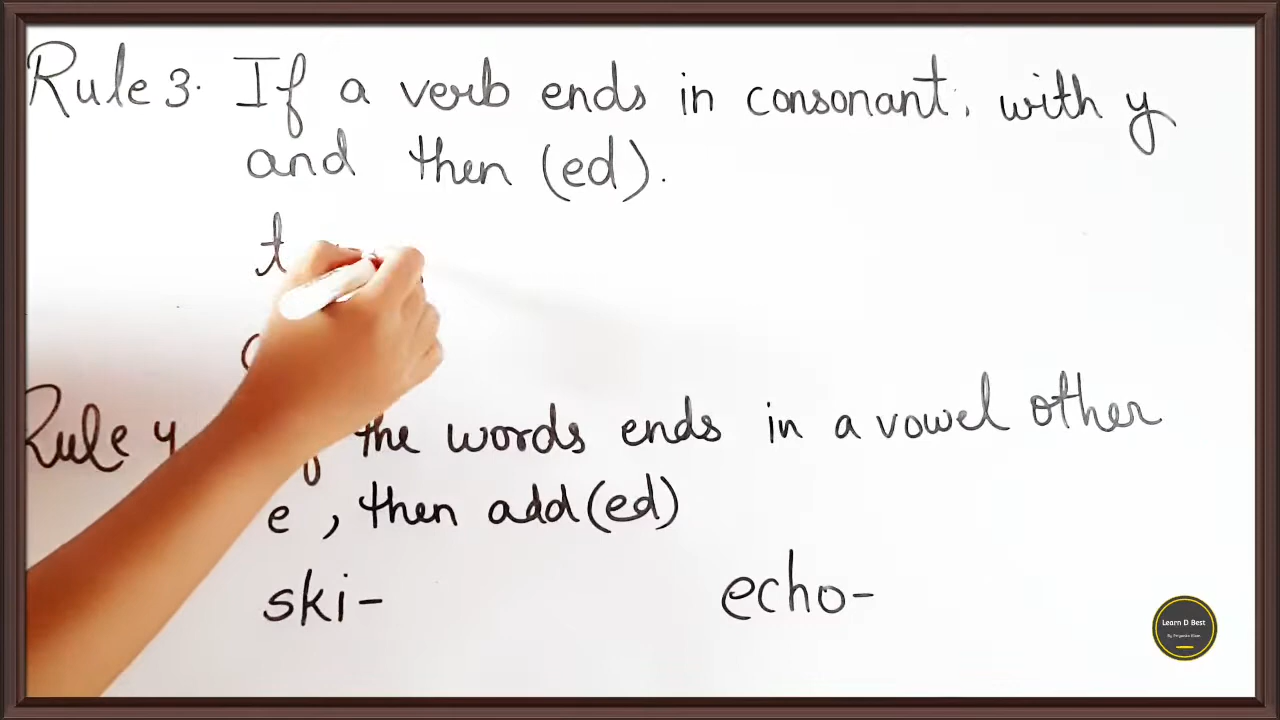 Rule 3. If a verb ends in consonant, with y
and then (ed).
t
Rule 4 the words ends in a vowel other
e, then add (ed)
ski-
echo-
Learn D Best